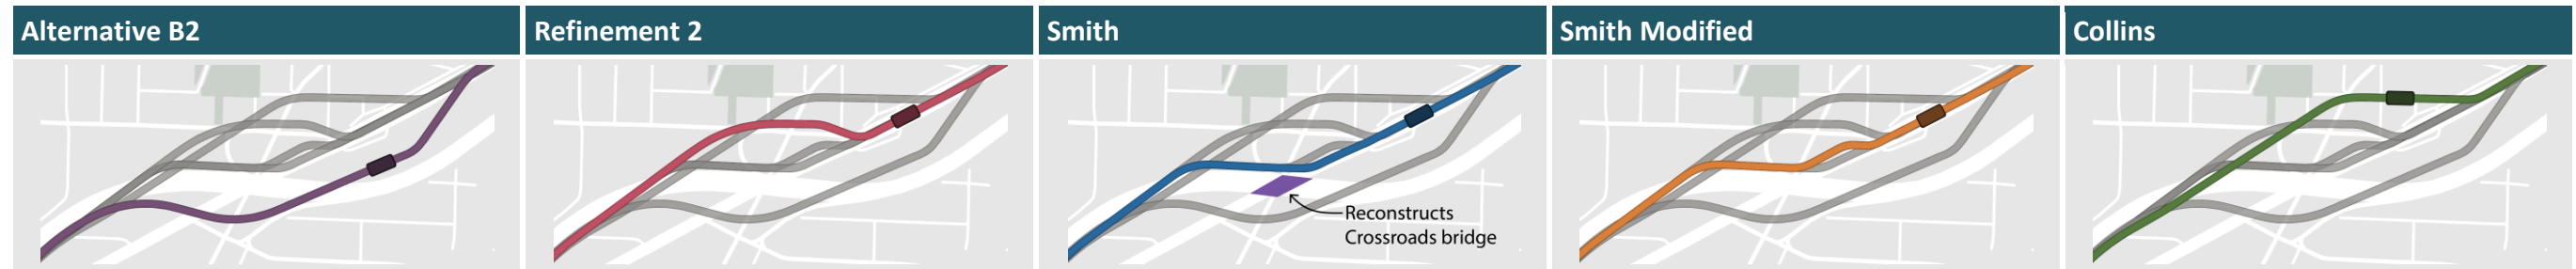 Alternative B2
Refinement 2
Smith
Smith Modified
Collins
Reconstructs
Crossroads bridge